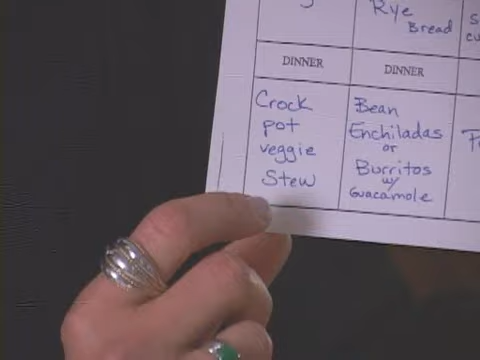 Rye
Bread
DINNER
DINNER
Crock
pot
veggie
Stew
Bean
Enchiladas
or
Burritos
w/
Guacamole